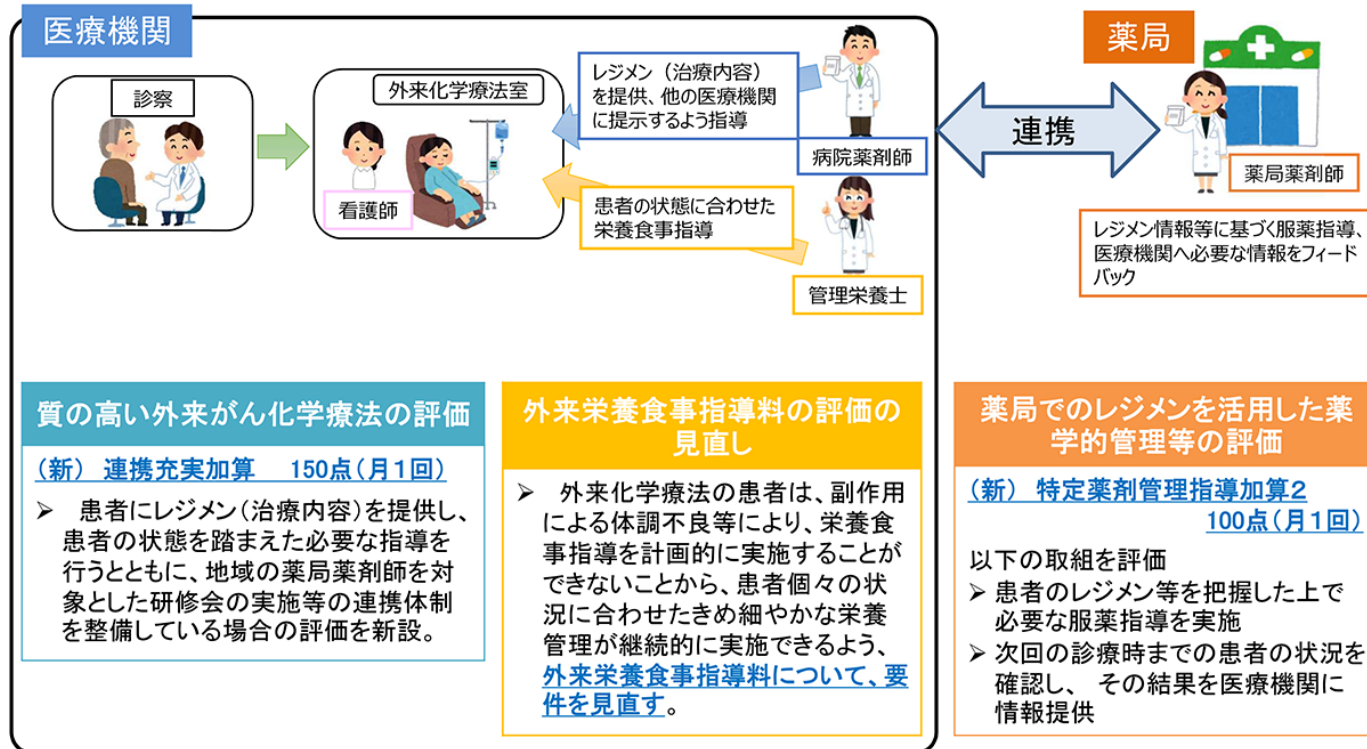 医療機関
診察
外来化学療法室
看護師
レジメン（治療内容）
を提供、他の医療機関
に提示するよう指導
病院薬剤師
患者の状態に合わせた
栄養食事指導
管理栄養士
連携
薬局
薬局薬剤師
レジメン情報等に基づく服薬指導、
医療機関へ必要な情報をフィード
バック
質の高い外来がん化学療法の評価
（新） 連携充実加算　150点（月１回）
➢ 患者にレジメン（治療内容）を提供し、
患者の状態を踏まえた必要な指導を
行うとともに、地域の薬局薬剤師を対
象とした研修会の実施等の連携体制
を整備している場合の評価を新設。
外来栄養食事指導料の評価の
見直し
➢ 外来化学療法の患者は、副作用
による体調不良等により、栄養食
事指導を計画的に実施することが
できないことから、患者個々の状
況に合わせたきめ細やかな栄養
管理が継続的に実施できるよう、
外来栄養食事指導料について、要
件を見直す。
薬局でのレジメンを活用した薬
学的管理等の評価
（新） 特定薬剤管理指導加算２
100点（月１回）
以下の取組を評価
➢ 患者のレジメン等を把握した上で
必要な服薬指導を実施
➢ 次回の診療時までの患者の状況を
確認し、 その結果を医療機関に
情報提供